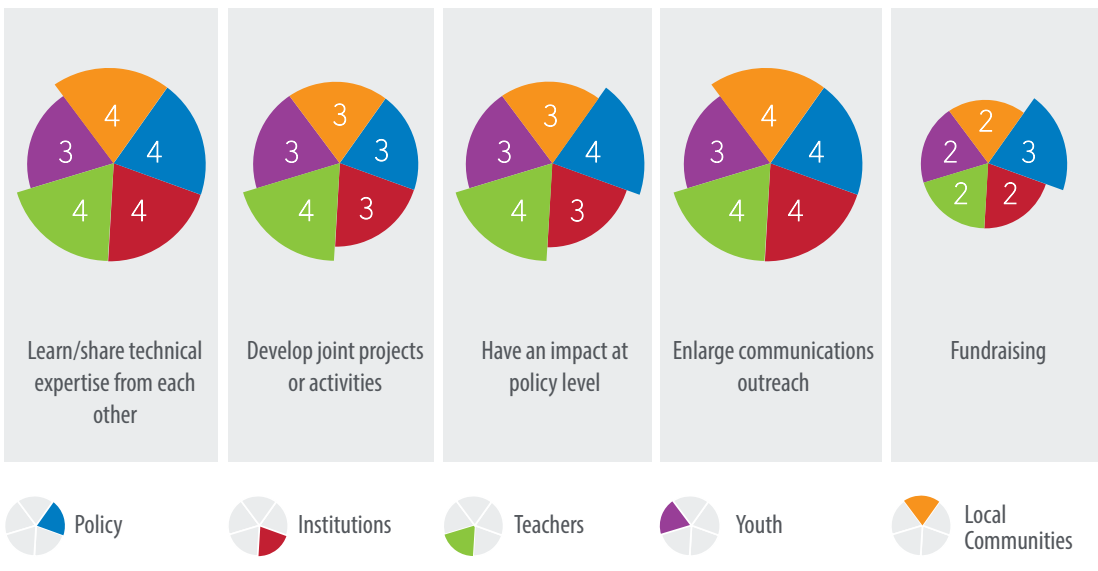 4
3
4
4
4
3
3
3
4
3
3
3
4
4
3
4
3
4
4
4
2
2
3
2
2
Learn/share technical
expertise from each
other
Develop joint projects
or activities
Have an impact at
policy level
Enlarge communications
outreach
Fundraising
Policy
Institutions
Teachers
Youth
Local
Communities